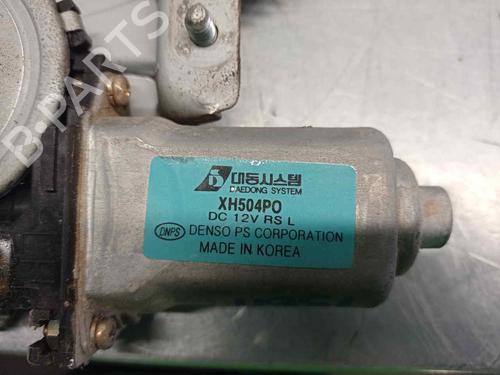 B-PARTS
D 대동시스템
DAEDONG SYSTEM
XH504PO
DC 12V RS L
DNPS DENSO PS CORPORATION
MADE IN KOREA